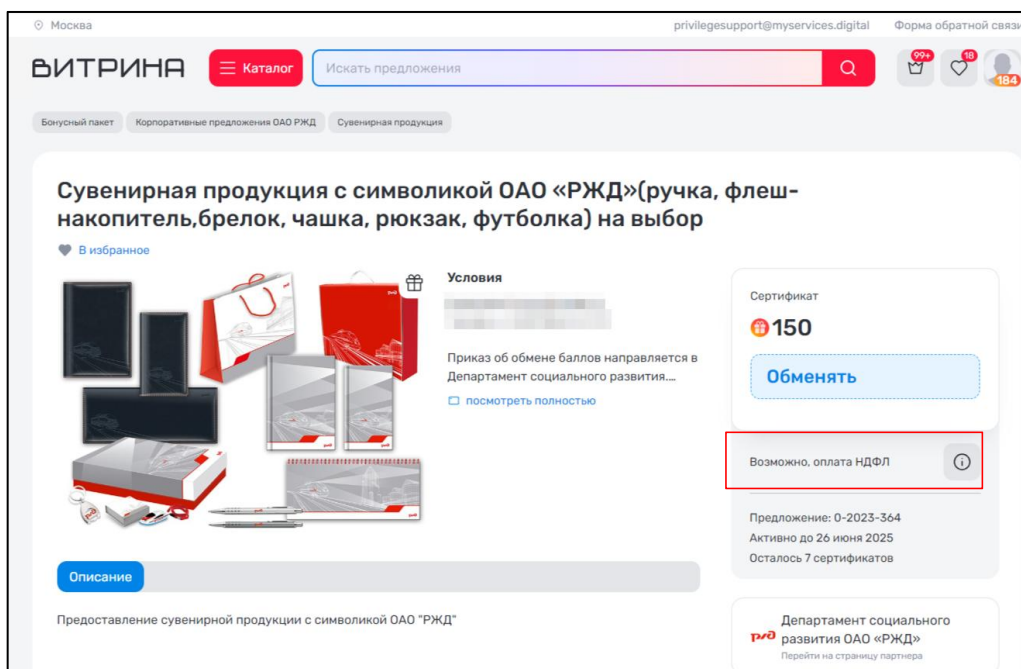 Москва
privilegesupport@myservices.digital
Форма обратной связи
ВИТРИНА
Каталог
Искать предложения
99+
18
184
Бонусный пакет
Корпоративные предложения ОАО РЖД
Сувенирная продукция
Сувенирная продукция с символикой ОАО «РЖД»(ручка, флеш-
накопитель,брелок, чашка, рюкзак, футболка) на выбор
В избранное
Условия
Приказ об обмене баллов направляется в
Департамент социального развития....
посмотреть полностью
Сертификат
150
Обменять
Возможно, оплата НДФЛ
Предложение: 0-2023-364
Активно до 26 июня 2025
Осталось 7 сертификатов
Описание
Предоставление сувенирной продукции с символикой ОАО "РЖД"
Департамент социального
развития ОАО «РЖД»
Перейти на страницу партнера